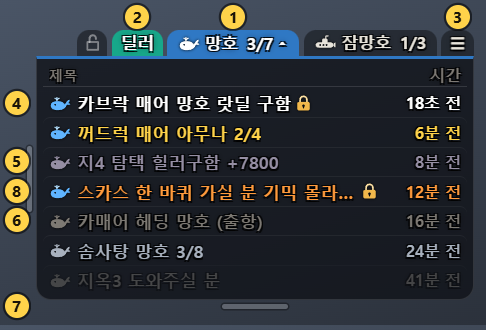 2 1 3
딜러 망호 3/7 잠망호 1/3
제목 시간
4 카브락 매어 망호 랏딜 구함 18초 전
꺼드럭 매어 아무나 2/4 6분 전
5 지4 탐택 힐러구함 +7800 8분 전
8 스카스 한 바퀴 가실 분 기믹 몰라... 12분 전
6 카매어 헤딩 망호 (출항) 16분 전
솜사탕 망호 3/8 24분 전
지옥3 도와주실 분 41분 전
7